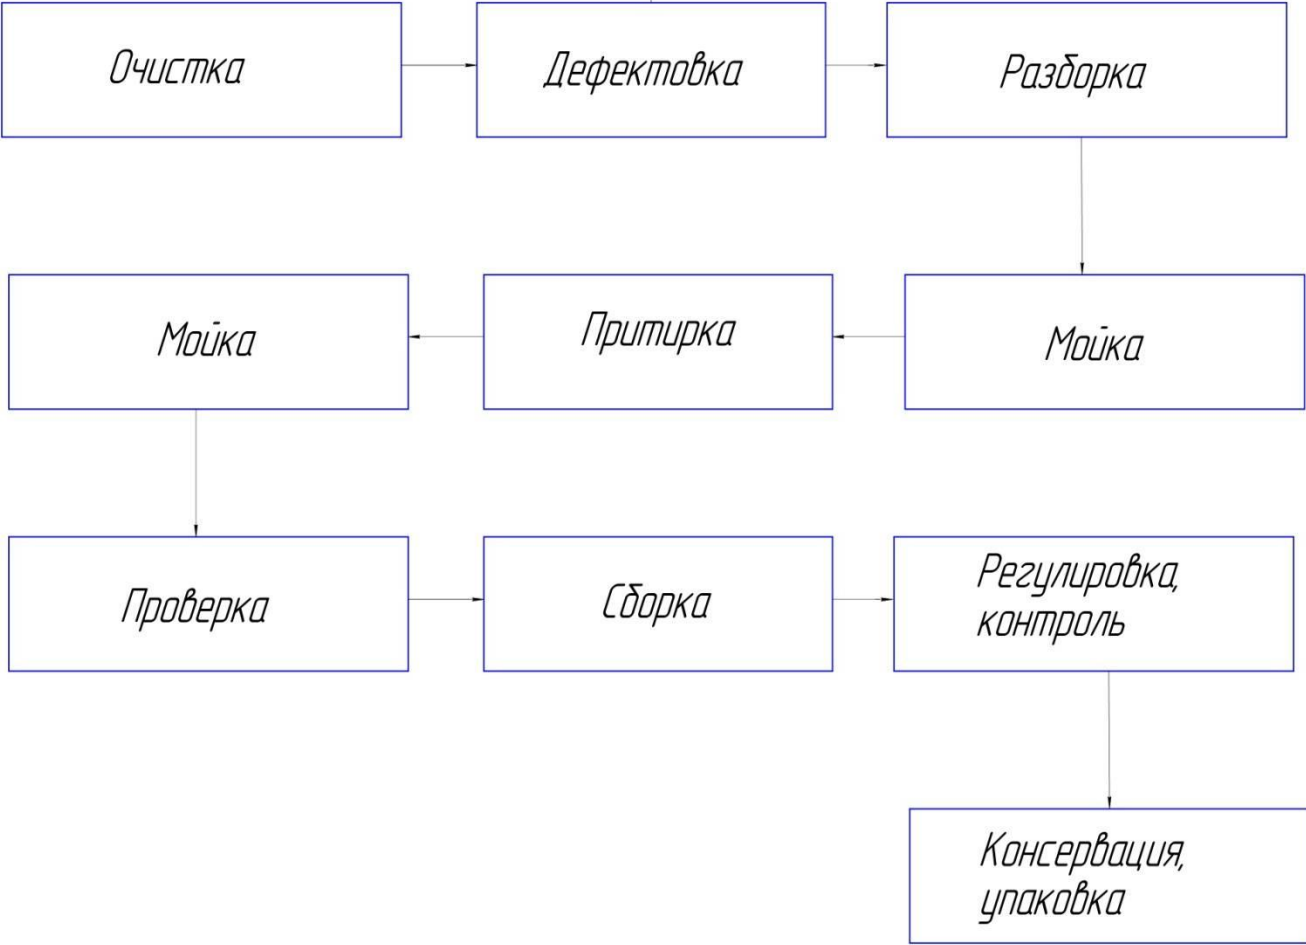 Очистка
Дефектовка
Разборка
Мойка
Притирка
Мойка
Проверка
Сборка
Регулировка,
контроль
Консервация,
упаковка